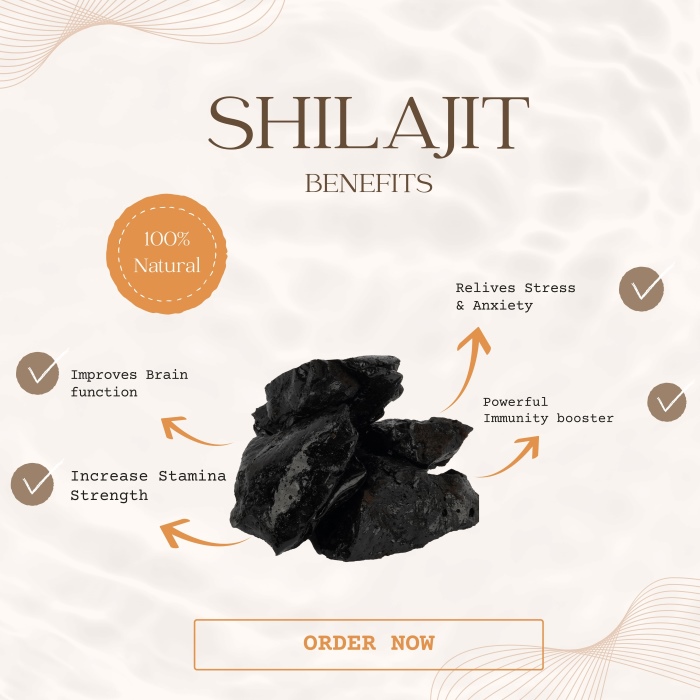 SHILAJIT
BENEFITS
100%
Natural
Relives Stress
& Anxiety
Improves Brain
function
Powerful
Immunity booster
Increase Stamina
Strength
ORDER NOW